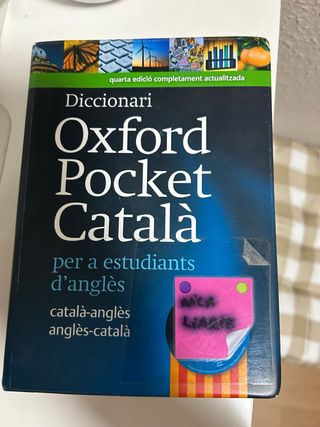 quarta edició completament actualitzada
Diccionari
Oxford
Pocket
Català
per a estudiants
d'anglès
català-anglès
anglès-català